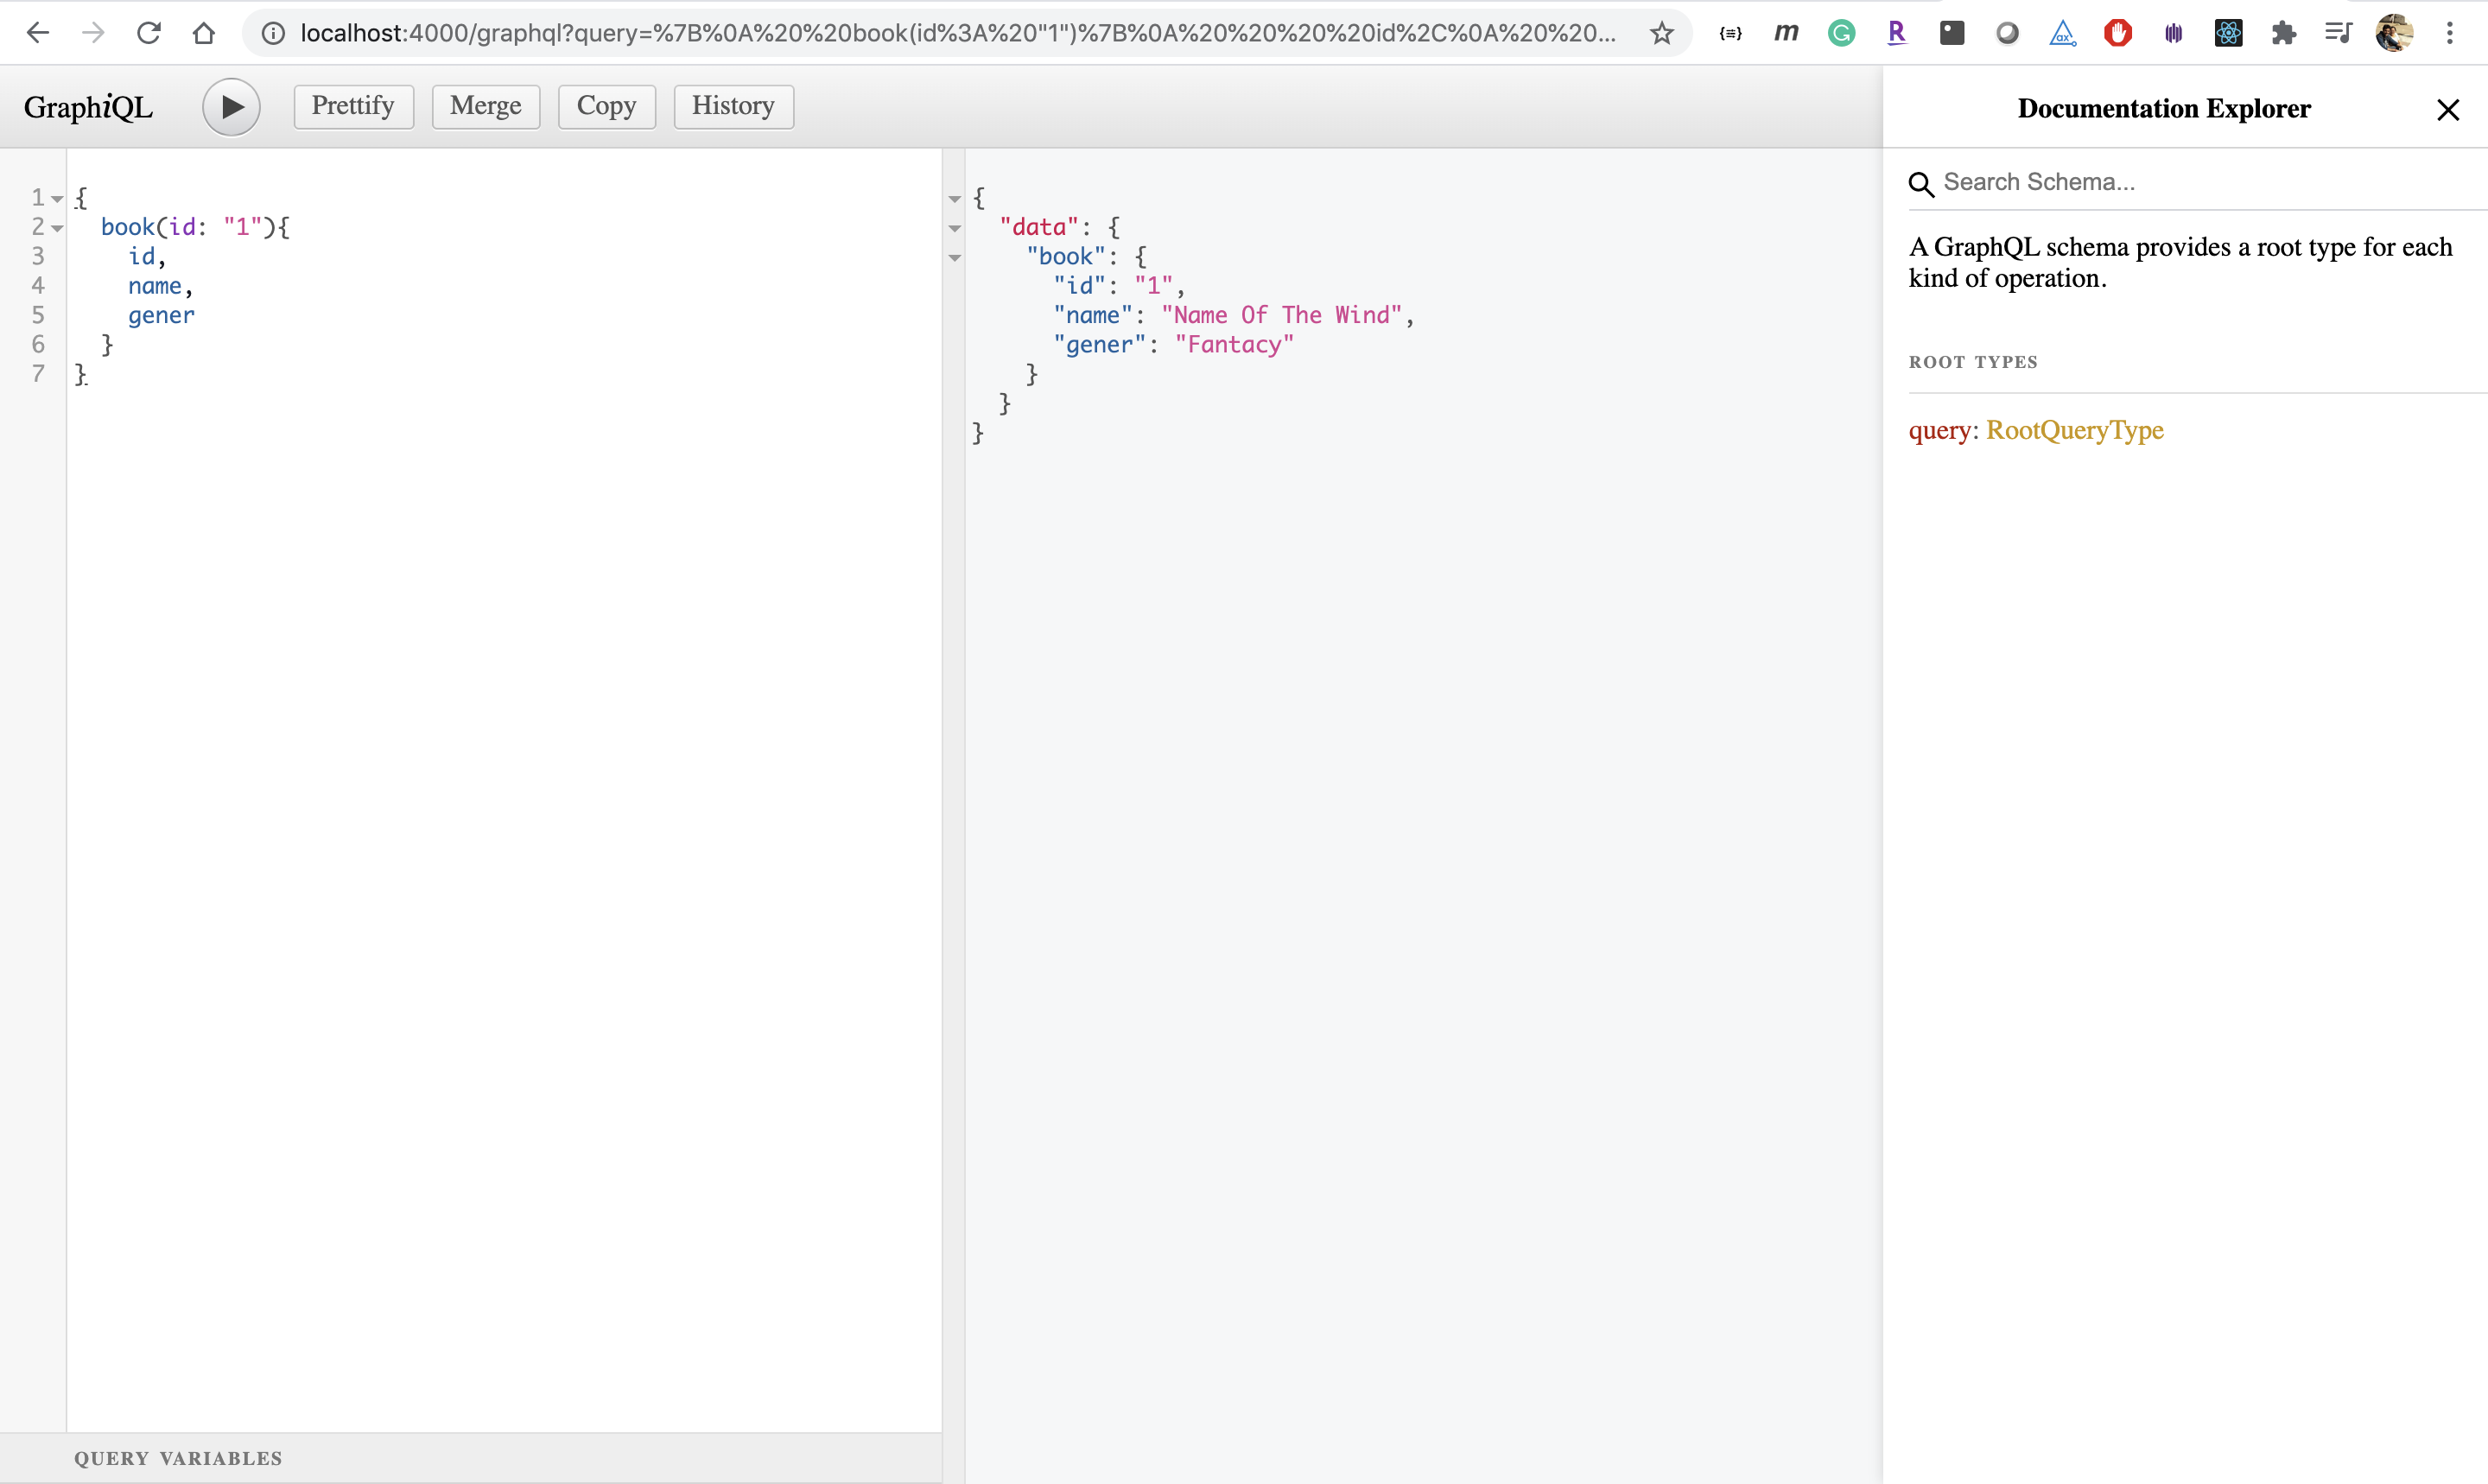 localhost:4000/graphql?query=%7B%0A%20%20book(id%3A%20"1")%7B%0A%20%20%20%20id%2C%0A%20%20...
GraphiQL Prettify Merge Copy History
Documentation Explorer
1 {
2 book(id: "1"){
3 id,
4 name,
5 gener
6 }
7 }
{
"data": {
"book": {
"id": "1",
"name": "Name Of The Wind",
"gener": "Fantacy"
}
}
}
Search Schema...
A GraphQL schema provides a root type for each
kind of operation.
ROOT TYPES
query: RootQueryType
QUERY VARIABLES